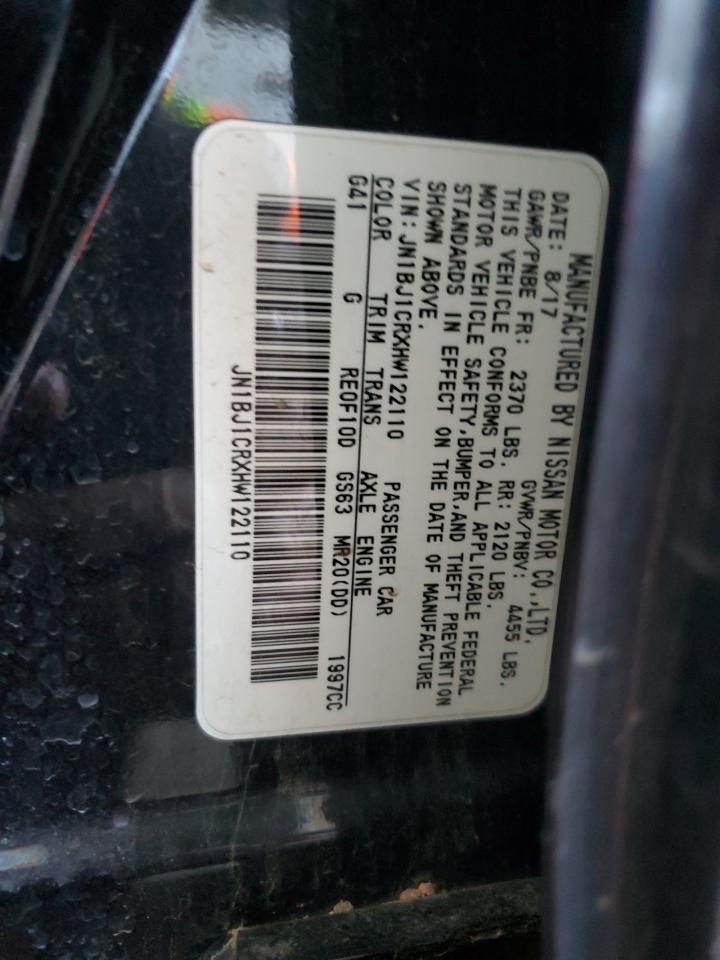 MANUFACTURED BY NISSAN MOTOR CO.,LTD.
DATE: 8/17 GVWR/PNBV: 4455 LBS.
GAWR/PNBE FR: 2370 LBS. RR: 2120 LBS.
THIS VEHICLE CONFORMS TO ALL APPLICABLE FEDERAL
MOTOR VEHICLE SAFETY,BUMPER,AND THEFT PREVENTION
STANDARDS IN EFFECT ON THE DATE OF MANUFACTURE
SHOWN ABOVE.
VIN:JN1BJ1CRXHW122110 PASSENGER CAR
COLOR TRIM TRANS AXLE ENGINE
G41 G RE0F10D GS63 MR20(DD) 1997CC
JN1BJ1CRXHW122110